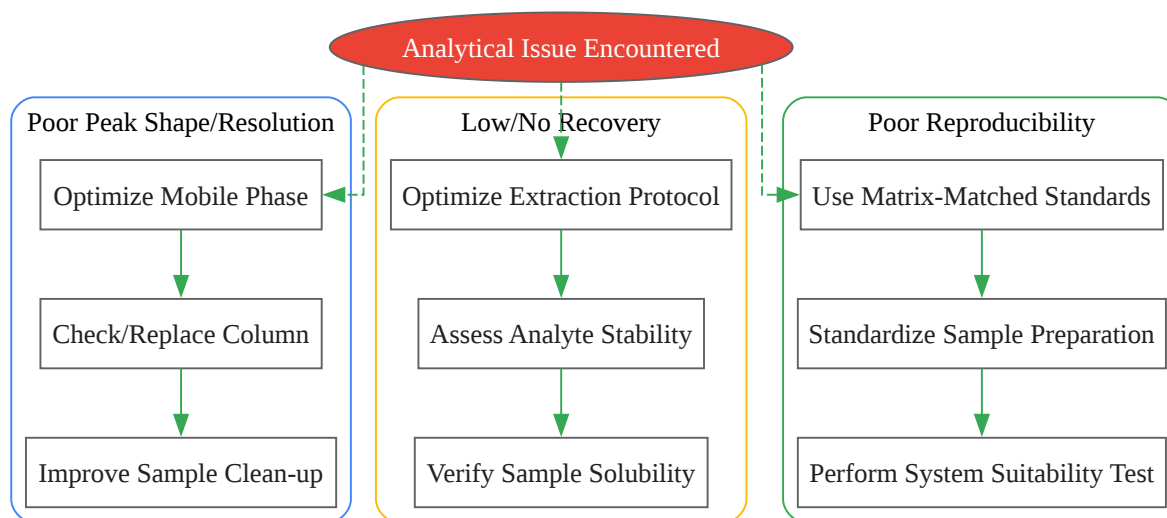 Analytical Issue Encountered
Poor Peak Shape/Resolution
Optimize Mobile Phase
Check/Replace Column
Improve Sample Clean-up
Low/No Recovery
Optimize Extraction Protocol
Assess Analyte Stability
Verify Sample Solubility
Poor Reproducibility
Use Matrix-Matched Standards
Standardize Sample Preparation
Perform System Suitability Test